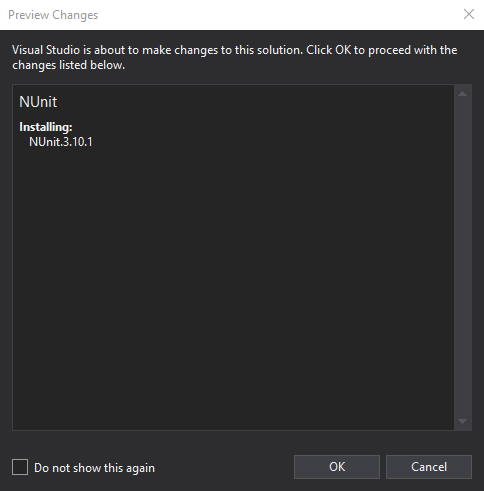 Preview Changes
Visual Studio is about to make changes to this solution. Click OK to proceed with the
changes listed below.
NUnit
Installing:
NUnit.3.10.1
Do not show this again
OK
Cancel